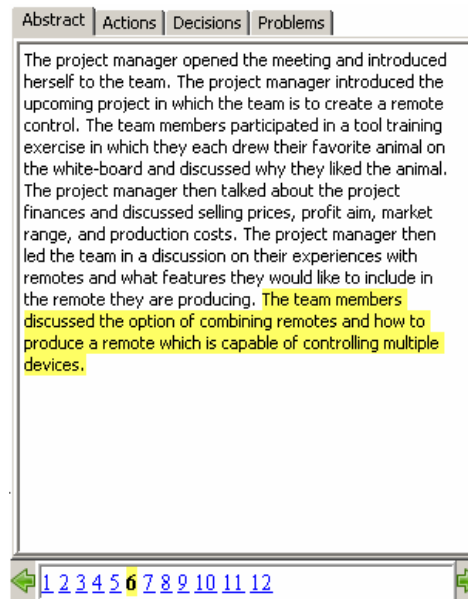 Abstract Actions Decisions Problems
The project manager opened the meeting and introduced
herself to the team. The project manager introduced the
upcoming project in which the team is to create a remote
control. The team members participated in a tool training
exercise in which they each drew their favorite animal on
the white-board and discussed why they liked the animal.
The project manager then talked about the project
finances and discussed selling prices, profit aim, market
range, and production costs. The project manager then
led the team in a discussion on their experiences with
remotes and what features they would like to include in
the remote they are producing. The team members
discussed the option of combining remotes and how to
produce a remote which is capable of controlling multiple
devices.
1 2 3 4 5 6 7 8 9 10 11 12